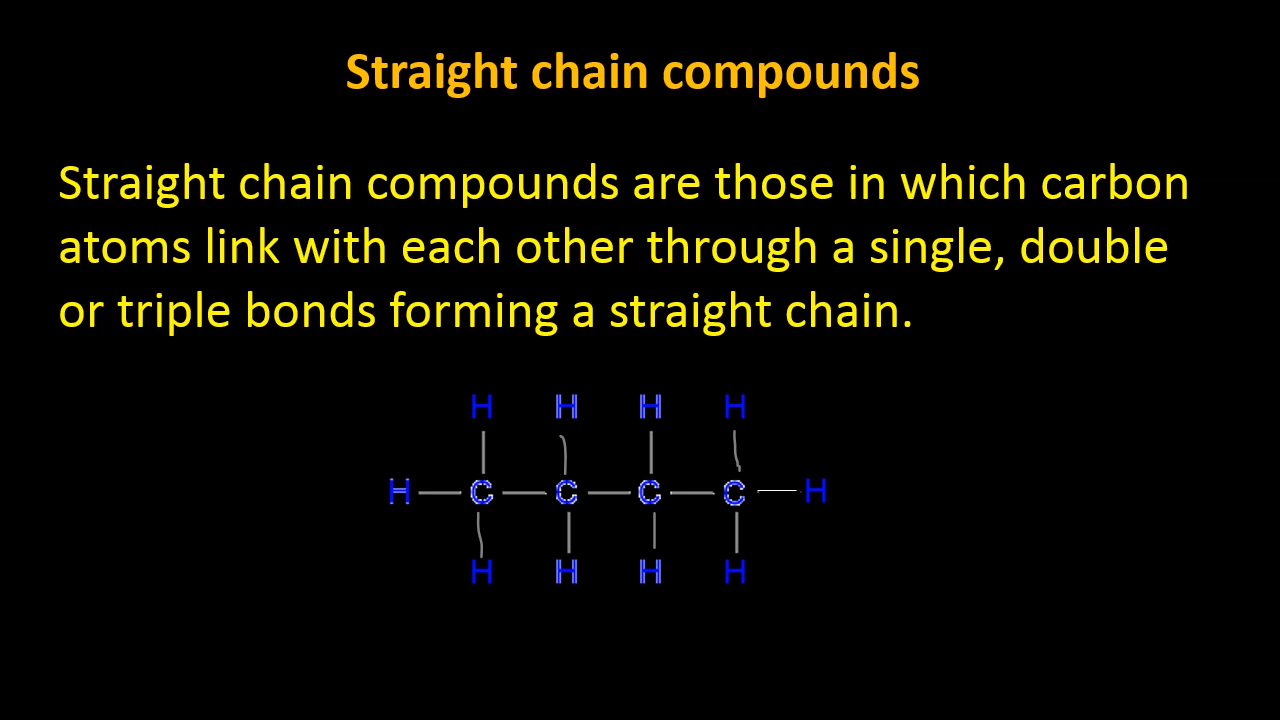 Straight chain compounds
Straight chain compounds are those in which carbon
atoms link with each other through a single, double
or triple bonds forming a straight chain.
H H H H
H C C C C H
H H H H